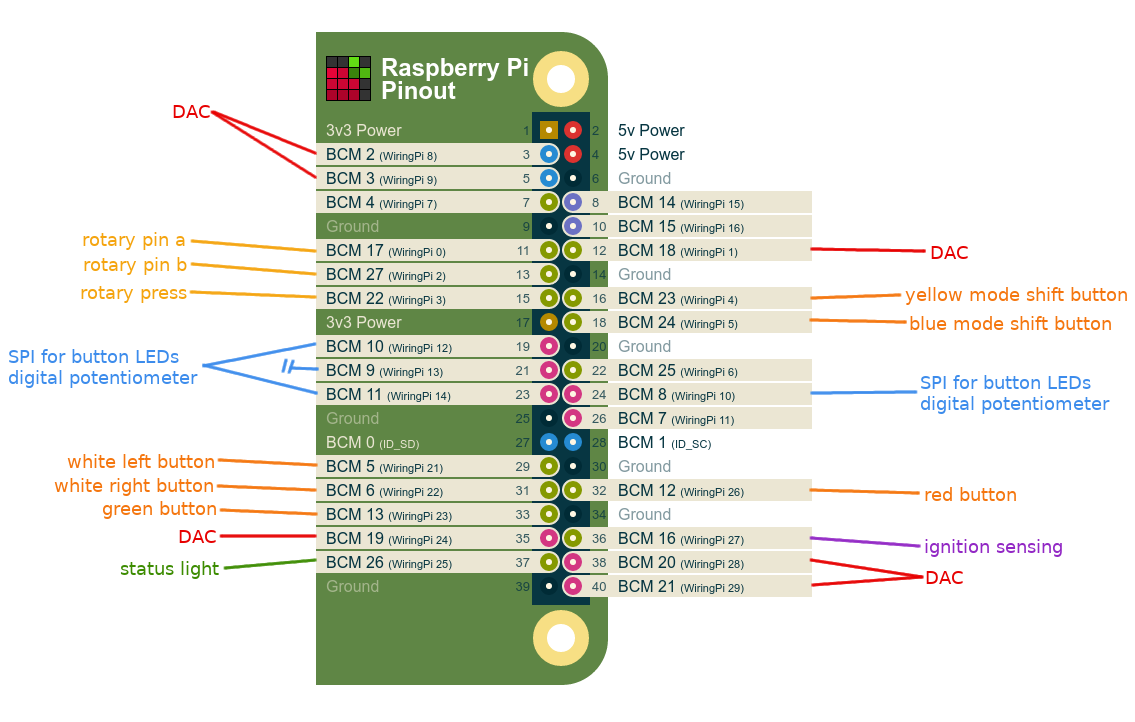 Raspberry Pi
Pinout
DAC
3v3 Power 1 2 5v Power
BCM 2 (WiringPi 8) 3 4 5v Power
BCM 3 (WiringPi 9) 5 6 Ground
BCM 4 (WiringPi 7) 7 8 BCM 14 (WiringPi 15)
Ground 9 10 BCM 15 (WiringPi 16)
rotary pin a BCM 17 (WiringPi 0) 11 12 BCM 18 (WiringPi 1) DAC
rotary pin b BCM 27 (WiringPi 2) 13 14 Ground
rotary press BCM 22 (WiringPi 3) 15 16 BCM 23 (WiringPi 4) yellow mode shift button
3v3 Power 17 18 BCM 24 (WiringPi 5) blue mode shift button
SPI for button LEDs
digital potentiometer
BCM 10 (WiringPi 12) 19 20 Ground
BCM 9 (WiringPi 13) 21 22 BCM 25 (WiringPi 6)
BCM 11 (WiringPi 14) 23 24 BCM 8 (WiringPi 10)
SPI for button LEDs
digital potentiometer
Ground 25 26 BCM 7 (WiringPi 11)
BCM 0 (ID_SD) 27 28 BCM 1 (ID_SC)
white left button BCM 5 (WiringPi 21) 29 30 Ground
white right button BCM 6 (WiringPi 22) 31 32 BCM 12 (WiringPi 26) red button
green button BCM 13 (WiringPi 23) 33 34 Ground
DAC BCM 19 (WiringPi 24) 35 36 BCM 16 (WiringPi 27) ignition sensing
status light BCM 26 (WiringPi 25) 37 38 BCM 20 (WiringPi 28) DAC
Ground 39 40 BCM 21 (WiringPi 29)